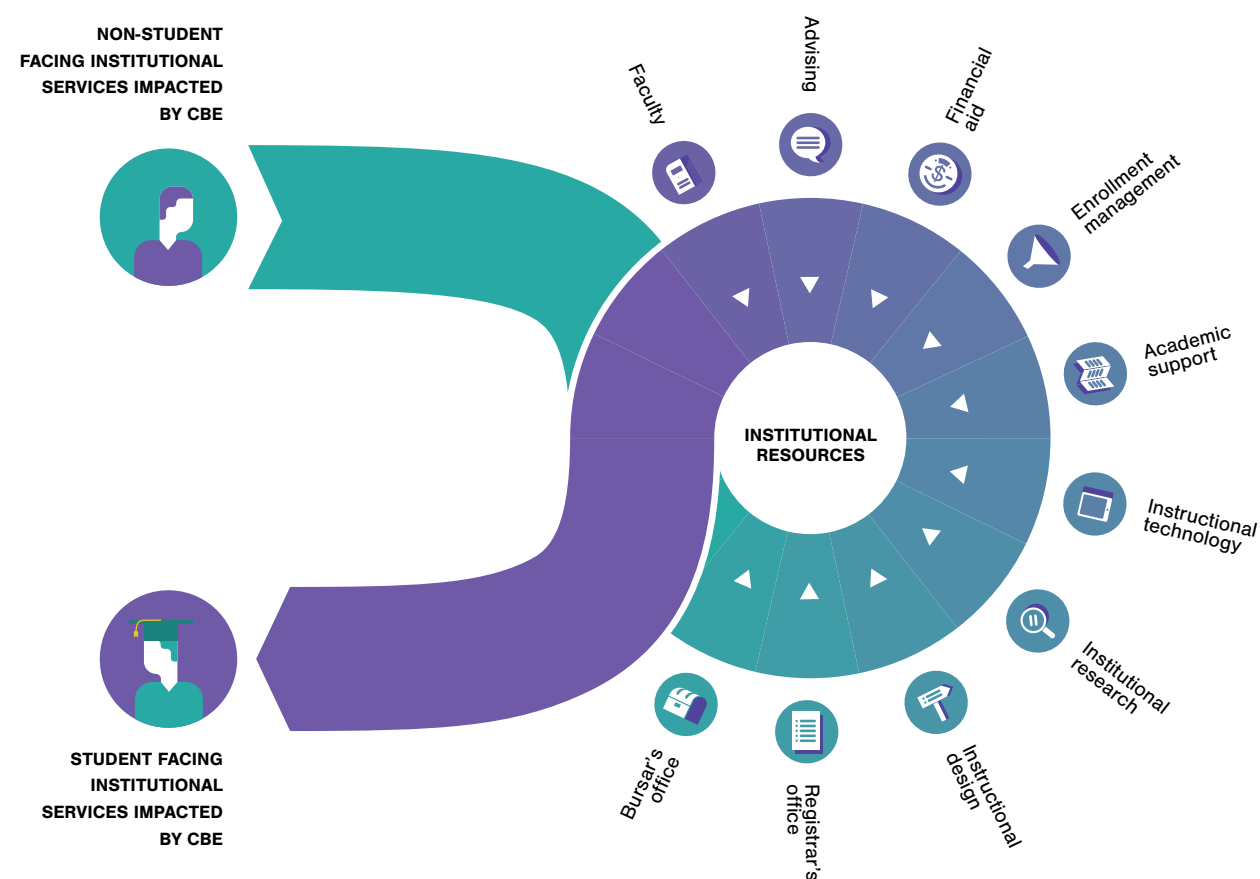 NON-STUDENT
FACING INSTITUTIONAL
SERVICES IMPACTED
BY CBE
Faculty
Advising
Financial
aid
Enrollment
management
Academic
support
INSTITUTIONAL
RESOURCES
Instructional
technology
Institutional
research
Instructional
design
Registrar's
office
Bursar's
office
STUDENT FACING
INSTITUTIONAL
SERVICES IMPACTED
BY CBE